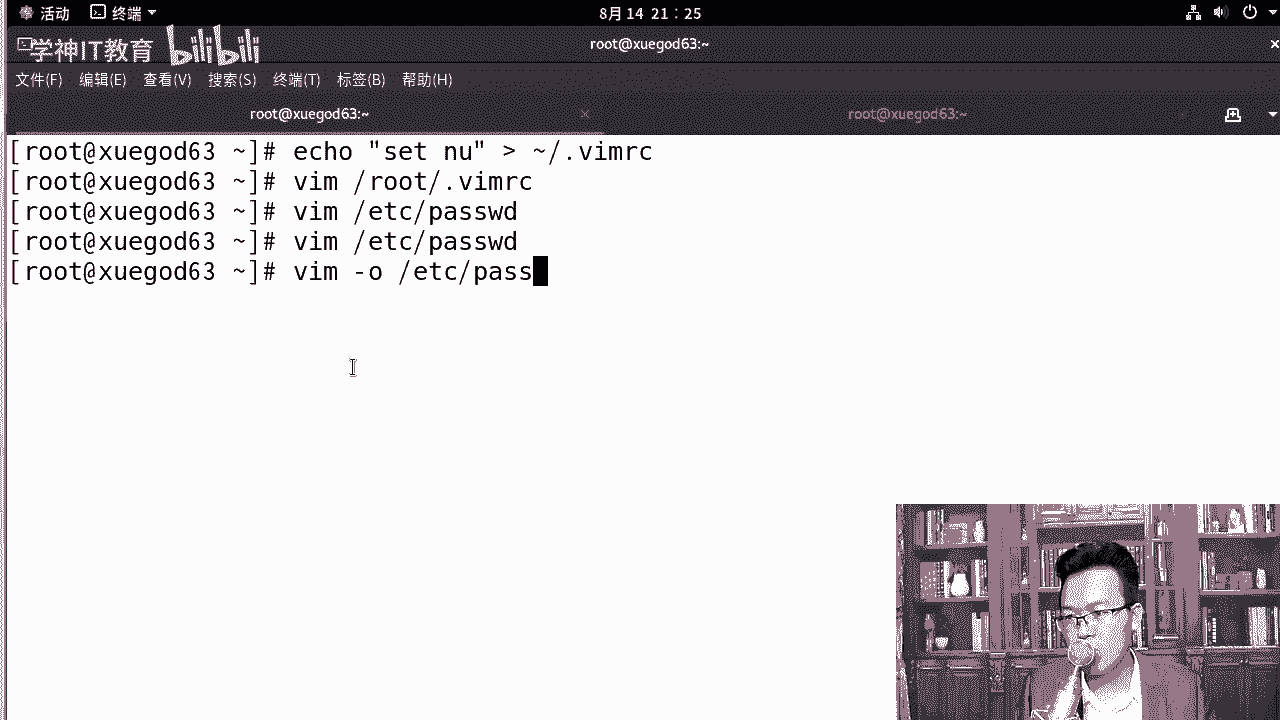 活动 终端 8月 14 21：25
学神IT教育 bilibili root@xuegod63:~
文件(F) 编辑(E) 查看(V) 搜索(S) 终端(T) 标签(B) 帮助(H)
root@xuegod63:~ root@xuegod63:~
[root@xuegod63 ~]# echo "set nu" > ~/.vimrc
[root@xuegod63 ~]# vim /root/.vimrc
[root@xuegod63 ~]# vim /etc/passwd
[root@xuegod63 ~]# vim /etc/passwd
[root@xuegod63 ~]# vim -o /etc/pass